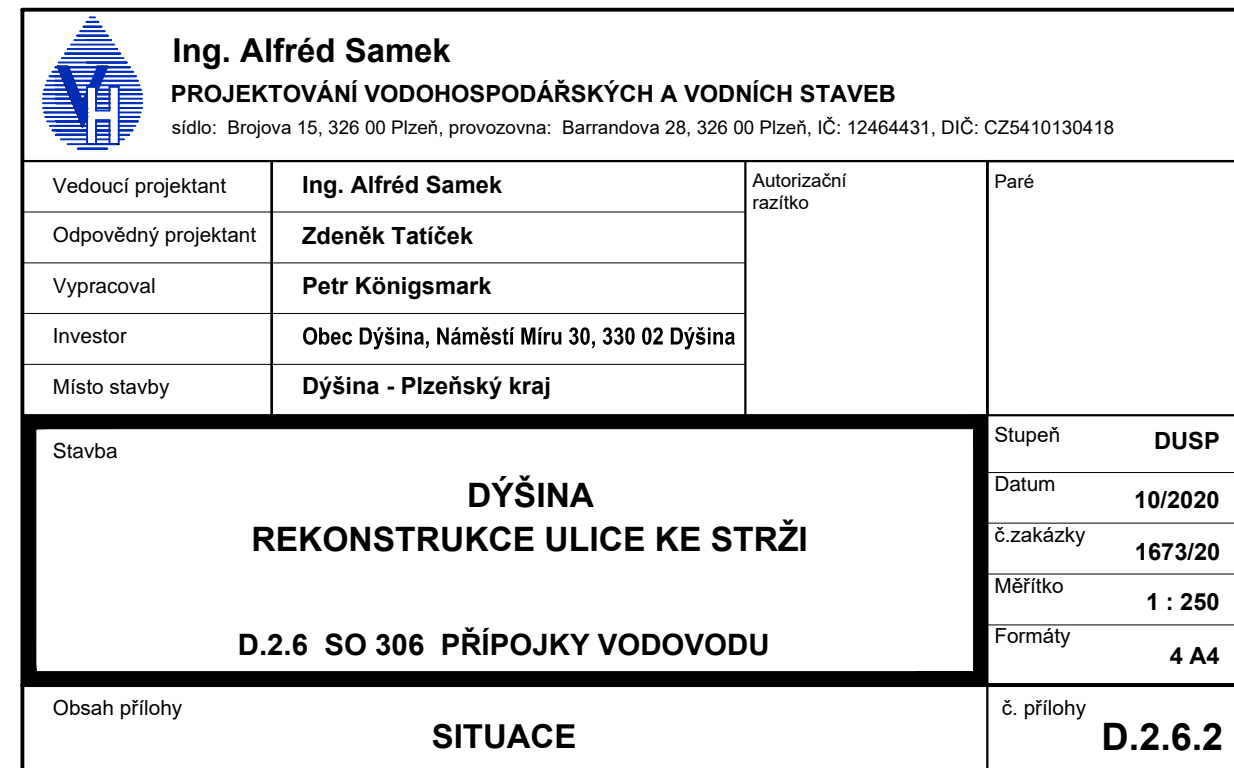 VH
Ing. Alfréd Samek
PROJEKTOVÁNÍ VODOHOSPODÁŘSKÝCH A VODNÍCH STAVEB
sídlo: Brojova 15, 326 00 Plzeň, provozovna: Barrandova 28, 326 00 Plzeň, IČ: 12464431, DIČ: CZ5410130418
Vedoucí projektant Ing. Alfréd Samek
Odpovědný projektant Zdeněk Tatíček
Vypracoval Petr Königsmark
Investor Obec Dýšina, Náměstí Míru 30, 330 02 Dýšina
Místo stavby Dýšina - Plzeňský kraj
Autorizační
razítko
Paré
Stavba
DÝŠINA
REKONSTRUKCE ULICE KE STRŽI
D.2.6 SO 306 PŘÍPOJKY VODOVODU
Stupeň DUSP
Datum 10/2020
č.zakázky 1673/20
Měřítko 1 : 250
Formáty 4 A4
Obsah přílohy
SITUACE
č. přílohy
D.2.6.2